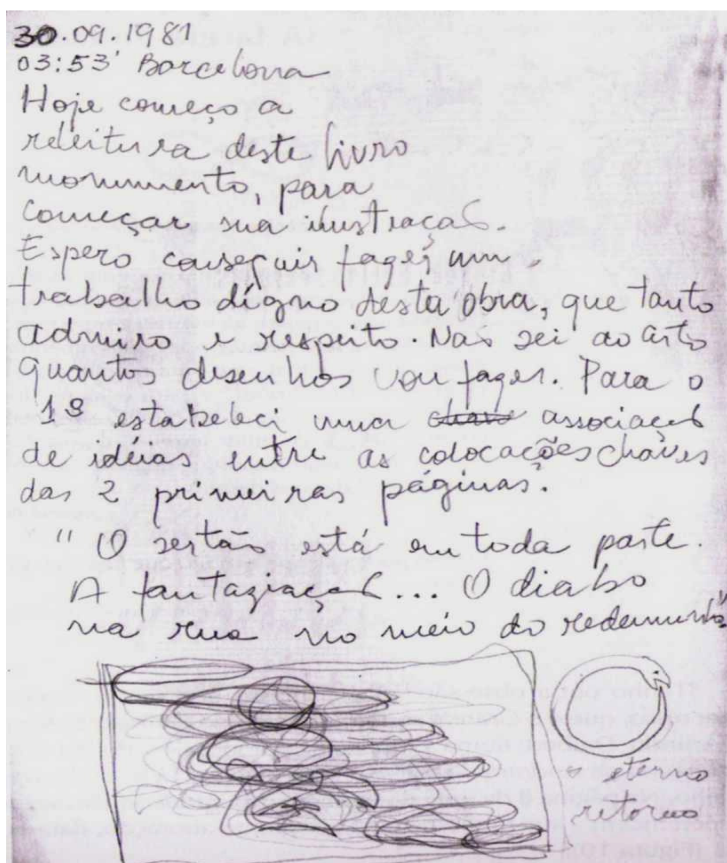 30.09.1981
03:53' Barcelona
Hoje começo a
releitura deste livro
monumento, para
começar sua ilustração.
Espero conseguir fazer um
trabalho digno desta obra, que tanto
admiro e respeito. Não sei ao certo
quantos desenhos vou fazer. Para o
1º estabeleci uma associação
de idéias entre as colocações chaves
das 2 primeiras páginas.
" O sertão está em toda parte.
A fantaziação... O diabo
na rua no meio do redemunho"
o eterno
retorno